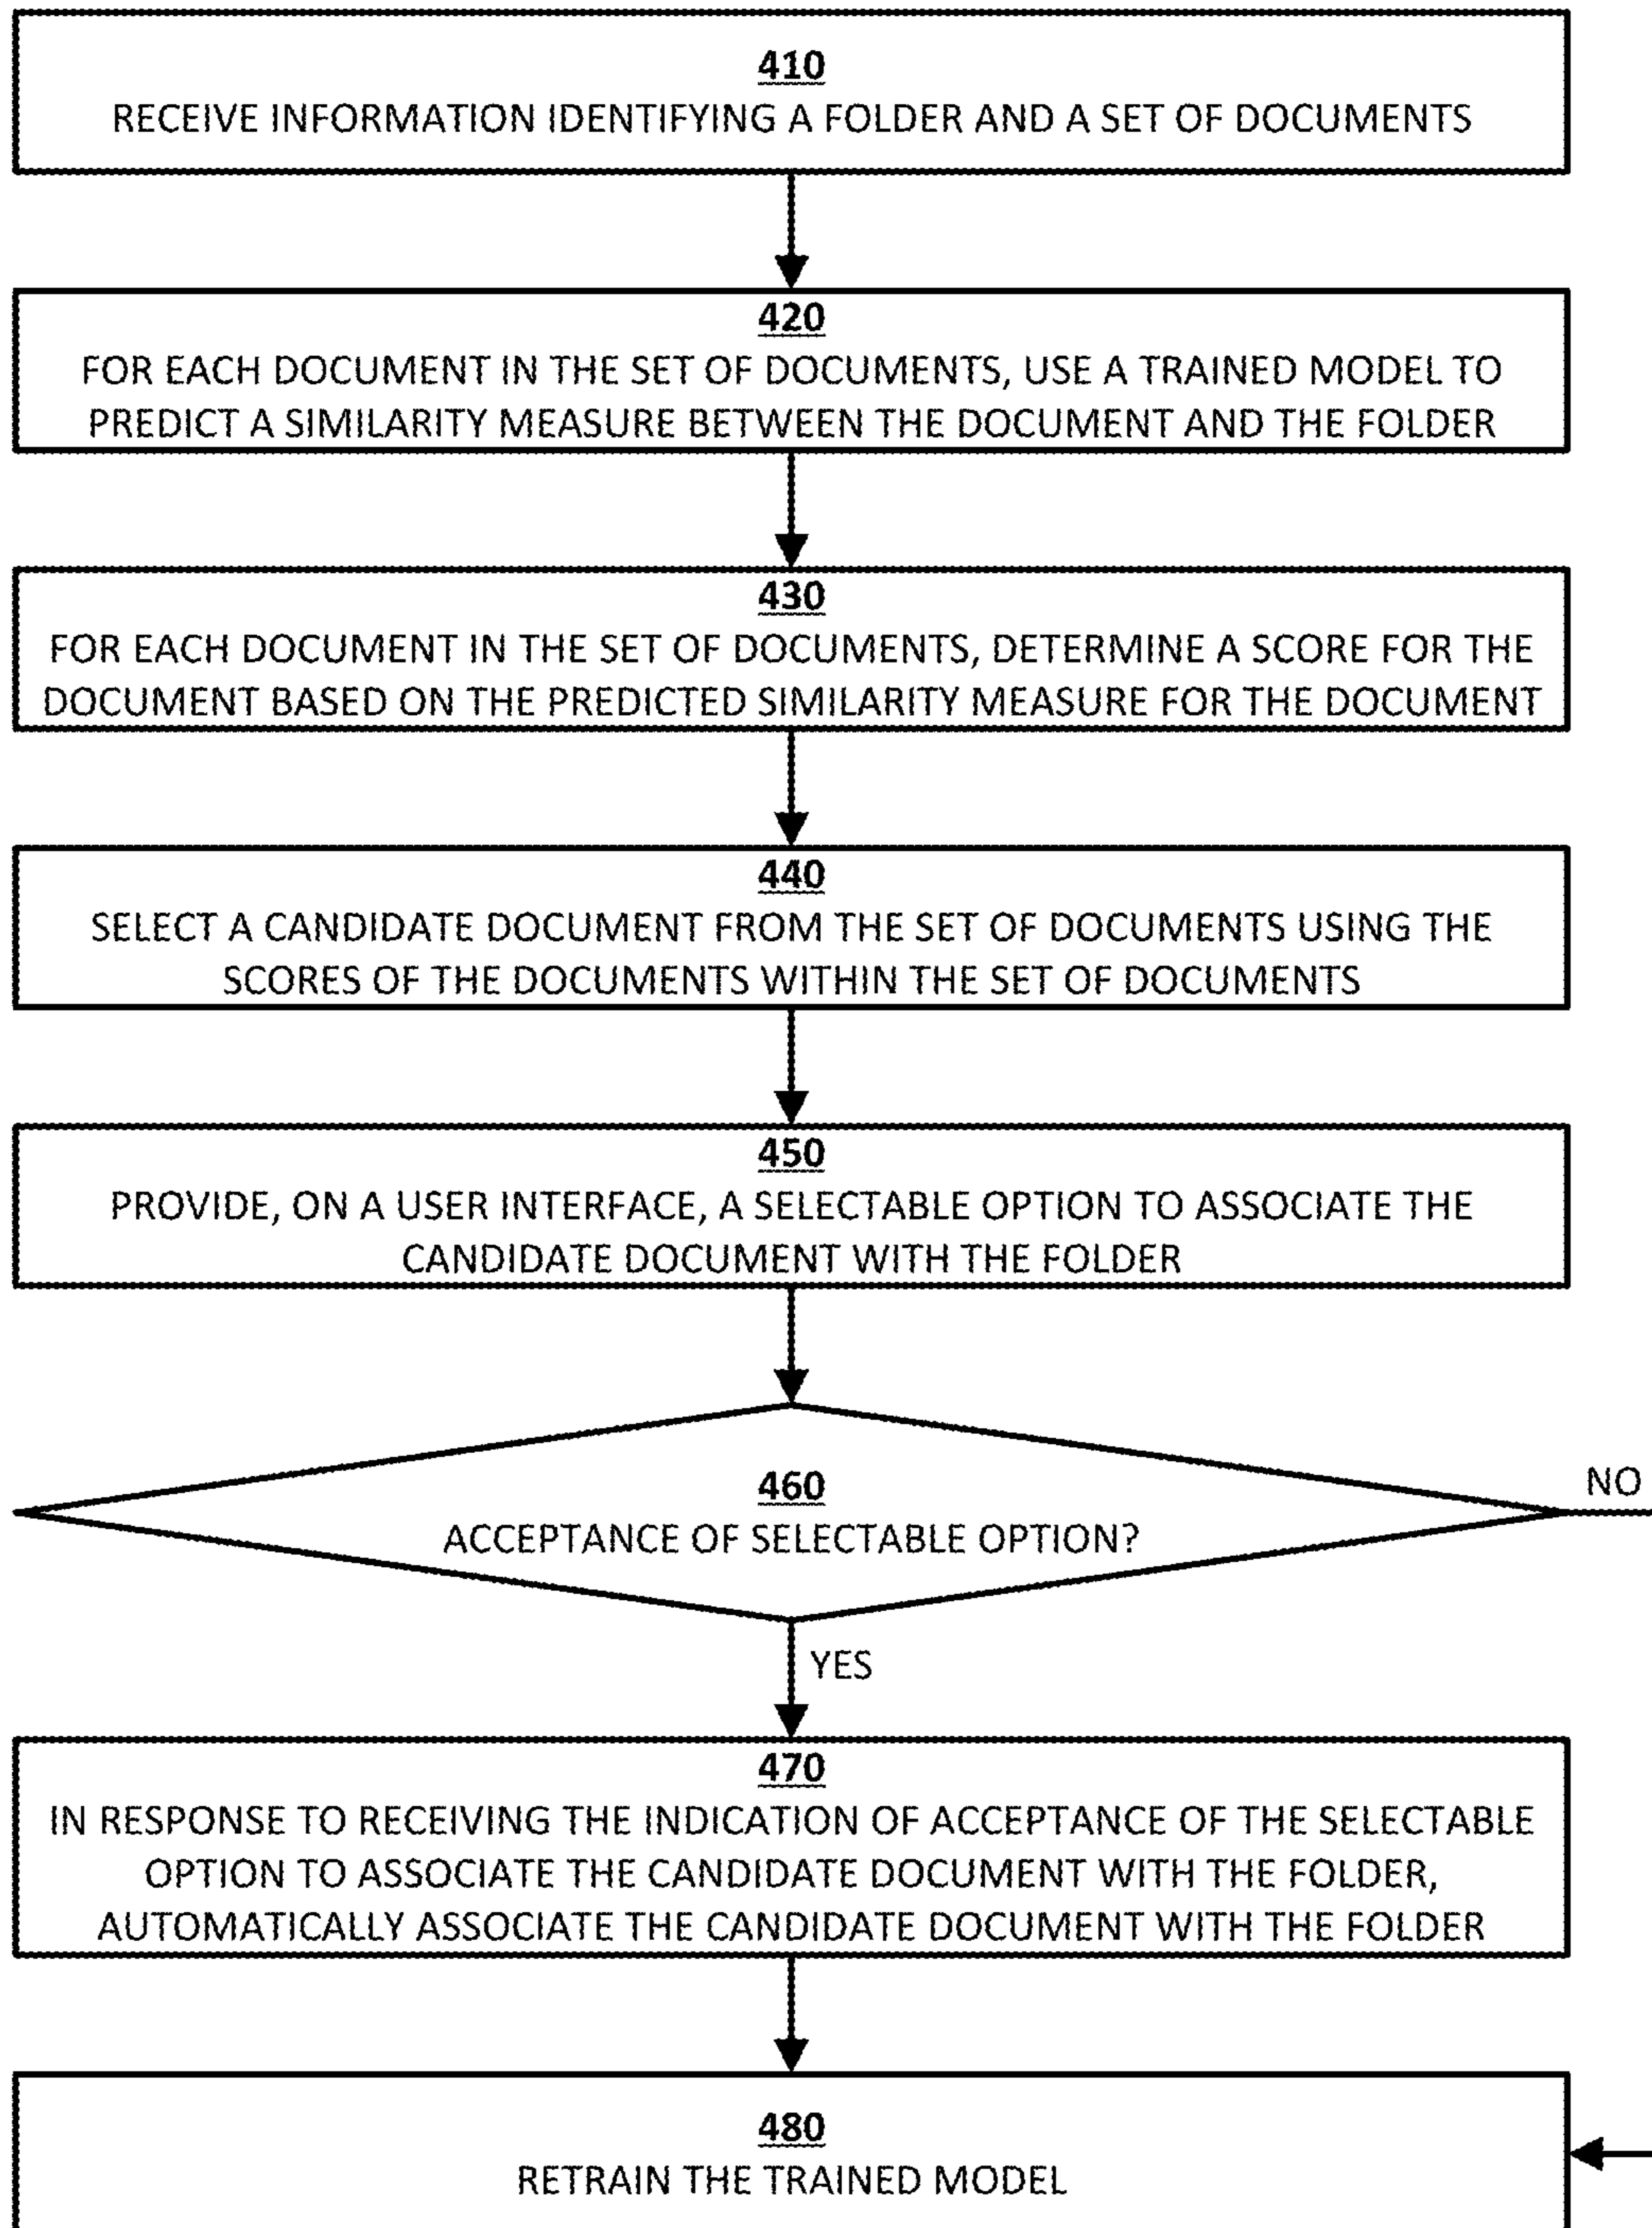 410
RECEIVE INFORMATION IDENTIFYING A FOLDER AND A SET OF DOCUMENTS
420
FOR EACH DOCUMENT IN THE SET OF DOCUMENTS, USE A TRAINED MODEL TO
PREDICT A SIMILARITY MEASURE BETWEEN THE DOCUMENT AND THE FOLDER
430
FOR EACH DOCUMENT IN THE SET OF DOCUMENTS, DETERMINE A SCORE FOR THE
DOCUMENT BASED ON THE PREDICTED SIMILARITY MEASURE FOR THE DOCUMENT
440
SELECT A CANDIDATE DOCUMENT FROM THE SET OF DOCUMENTS USING THE
SCORES OF THE DOCUMENTS WITHIN THE SET OF DOCUMENTS
450
PROVIDE, ON A USER INTERFACE, A SELECTABLE OPTION TO ASSOCIATE THE
CANDIDATE DOCUMENT WITH THE FOLDER
460
ACCEPTANCE OF SELECTABLE OPTION?
NO
YES
470
IN RESPONSE TO RECEIVING THE INDICATION OF ACCEPTANCE OF THE SELECTABLE
OPTION TO ASSOCIATE THE CANDIDATE DOCUMENT WITH THE FOLDER,
AUTOMATICALLY ASSOCIATE THE CANDIDATE DOCUMENT WITH THE FOLDER
480
RETRAIN THE TRAINED MODEL